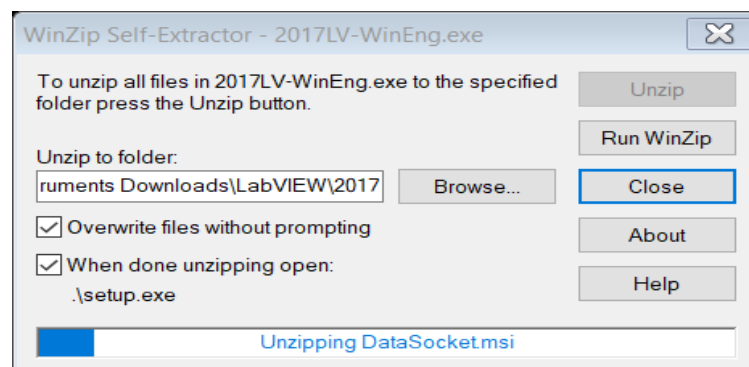 WinZip Self-Extractor - 2017LV-WinEng.exe
To unzip all files in 2017LV-WinEng.exe to the specified
folder press the Unzip button.
Unzip
Run WinZip
Unzip to folder:
ruments Downloads\LabVIEW\2017
Browse...
Close
Overwrite files without prompting
About
When done unzipping open:
.\setup.exe
Help
Unzipping DataSocket.msi